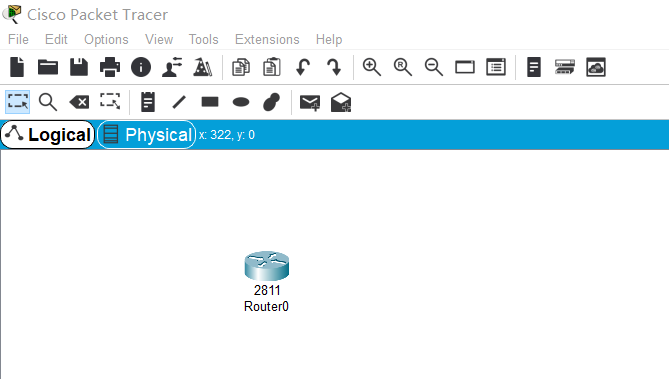 Cisco Packet Tracer
File Edit Options View Tools Extensions Help
Logical Physical x: 322, y: 0
2811
Router0